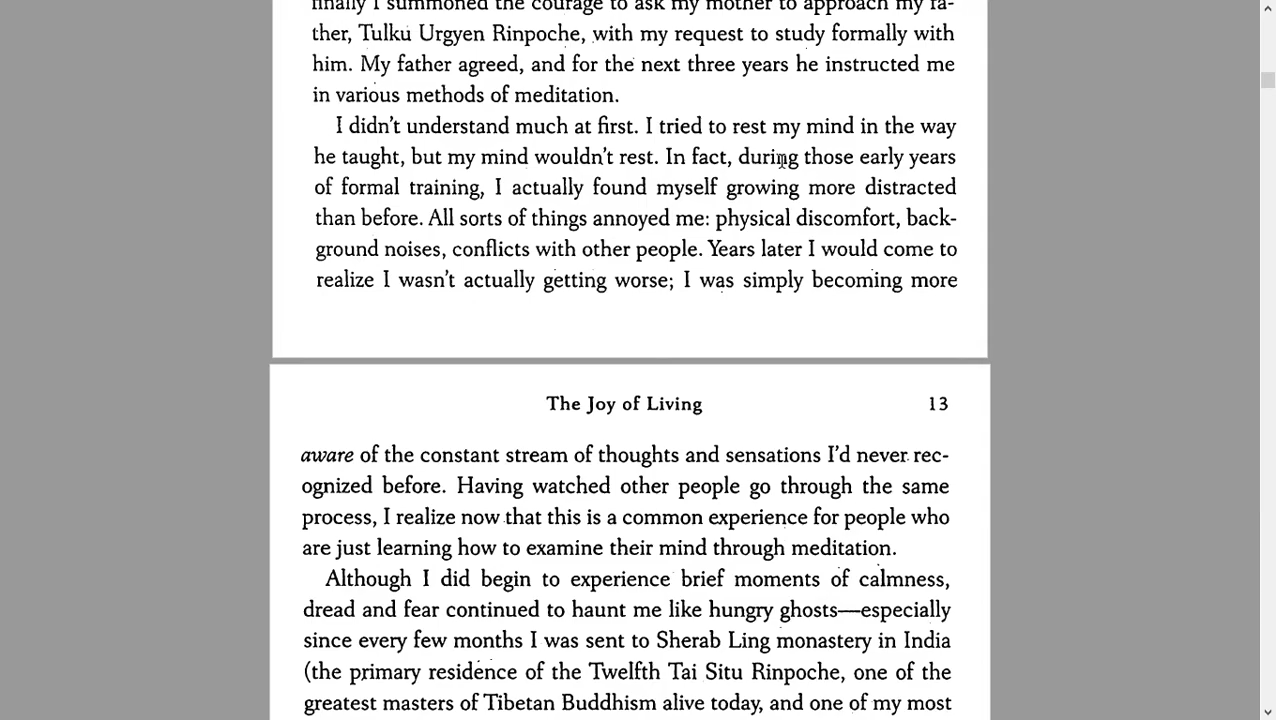 finally I summoned the courage to ask my mother to approach my fa-
ther, Tulku Urgyen Rinpoche, with my request to study formally with
him. My father agreed, and for the next three years he instructed me
in various methods of meditation.
I didn't understand much at first. I tried to rest my mind in the way
he taught, but my mind wouldn't rest. In fact, during those early years
of formal training, I actually found myself growing more distracted
than before. All sorts of things annoyed me: physical discomfort, back-
ground noises, conflicts with other people. Years later I would come to
realize I wasn't actually getting worse; I was simply becoming more
The Joy of Living 13
aware of the constant stream of thoughts and sensations I'd never rec-
ognized before. Having watched other people go through the same
process, I realize now that this is a common experience for people who
are just learning how to examine their mind through meditation.
Although I did begin to experience brief moments of calmness,
dread and fear continued to haunt me like hungry ghosts—especially
since every few months I was sent to Sherab Ling monastery in India
(the primary residence of the Twelfth Tai Situ Rinpoche, one of the
greatest masters of Tibetan Buddhism alive today, and one of my most